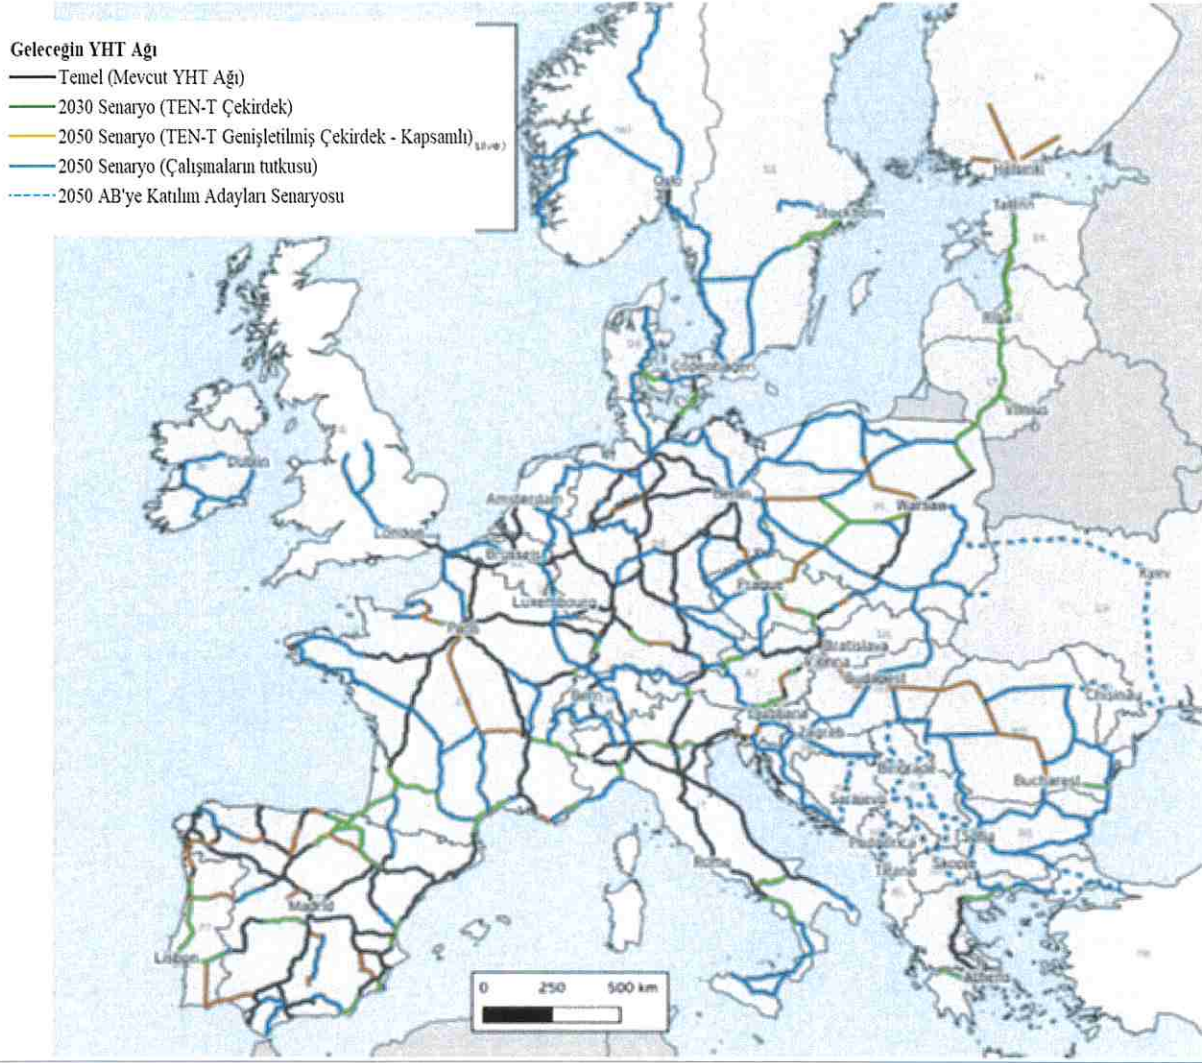 Geleceğin YHT Ağı
Temel (Mevcut YHT Ağı)
2030 Senaryo (TEN-T Çekirdek)
2050 Senaryo (TEN-T Genişletilmiş Çekirdek - Kapsamlı)
2050 Senaryo (Çalışmaların tutkusu)
2050 AB'ye Katılım Adayları Senaryosu
Oslo
Helsinki
Stockholm
Tallinn
Riga
Copenhagen
Vilnius
Dublin
Amsterdam
Berlin
Warsaw
London
Brussels
Kyiv
Prague
Luxembourg
Paris
Bratislava
Vienna
Budapest
Bern
Chişinau
Ljubljana
Zagreb
Belgrade
Bucharest
Sarajevo
Podgorica
Sofia
Skopje
Tirana
Roma
Madrid
Lisbon
Athens
0 250 500 km